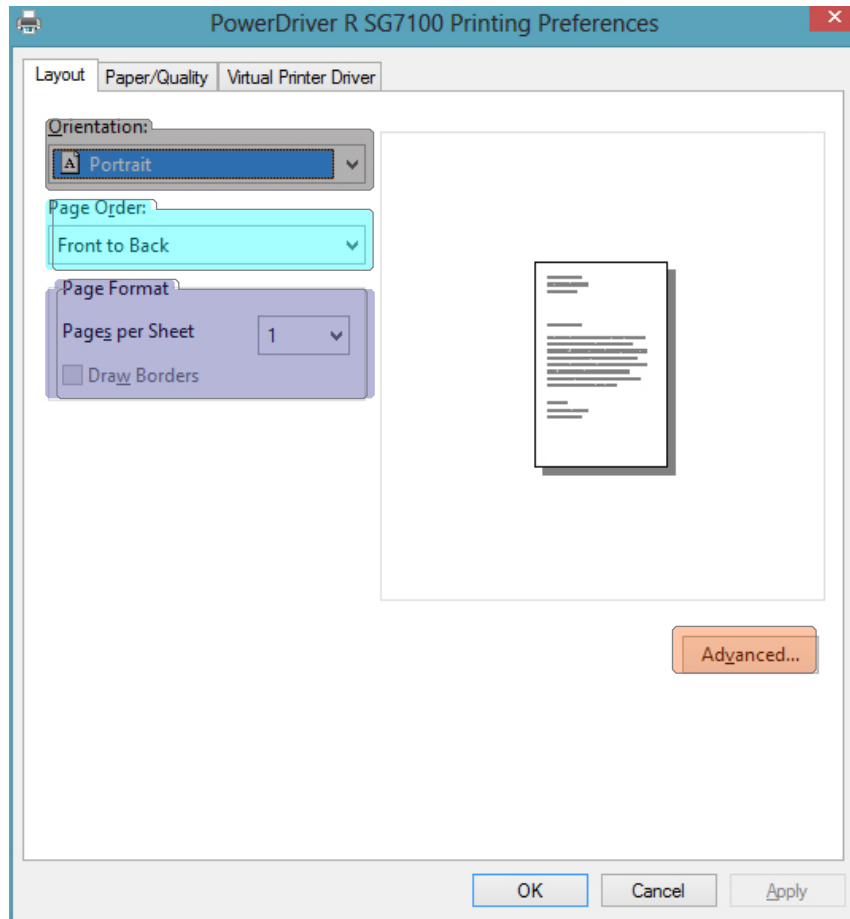 PowerDriver R SG7100 Printing Preferences
Layout Paper/Quality Virtual Printer Driver
Orientation:
A Portrait
Page Order:
Front to Back
Page Format
Pages per Sheet 1
Draw Borders
Advanced...
OK Cancel Apply